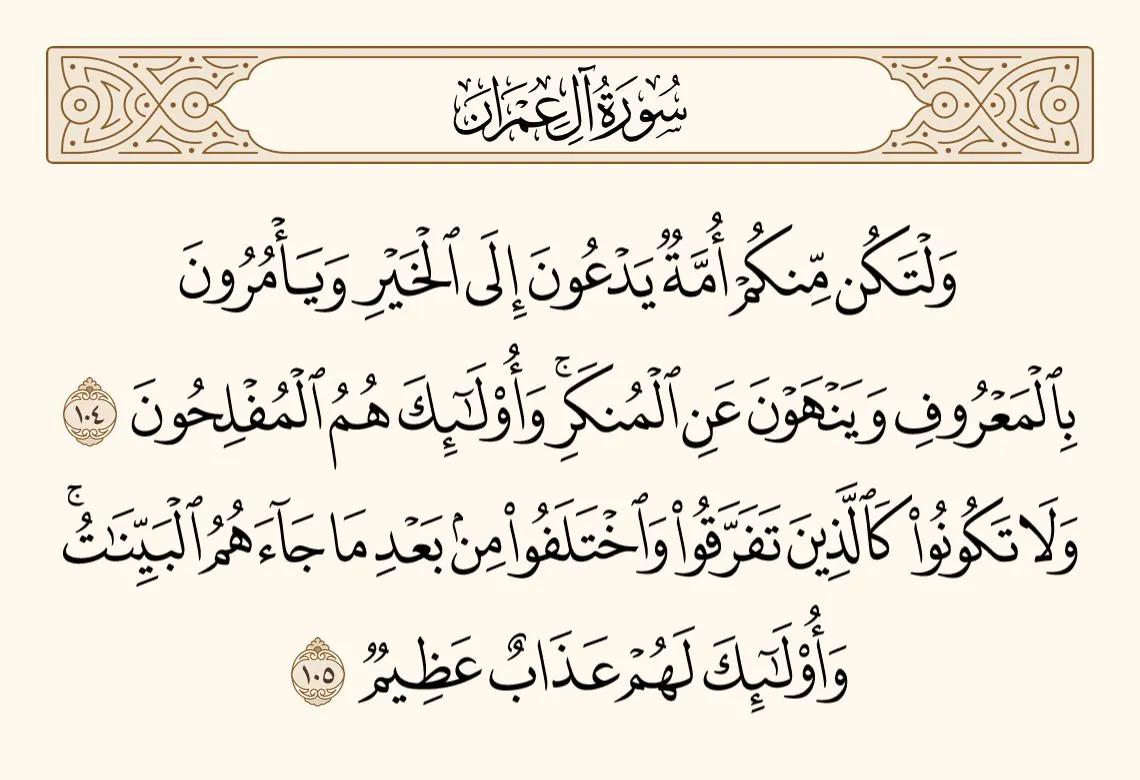 سُورَةُ آلِ عِمْرَانَ
وَلْتَكُن مِّنكُمْ أُمَّةٌ يَدْعُونَ إِلَى ٱلْخَيْرِ وَيَأْمُرُونَ
بِٱلْمَعْرُوفِ وَيَنْهَوْنَ عَنِ ٱلْمُنكَرِ ۚ وَأُو۟لَـٰٓئِكَ هُمُ ٱلْمُفْلِحُونَ ١٠٤
وَلَا تَكُونُوا۟ كَٱلَّذِينَ تَفَرَّقُوا۟ وَٱخْتَلَفُوا۟ مِنۢ بَعْدِ مَا جَآءَهُمُ ٱلْبَيِّنَـٰتُ ۚ
وَأُو۟لَـٰٓئِكَ لَهُمْ عَذَابٌ عَظِيمٌ ١٠٥